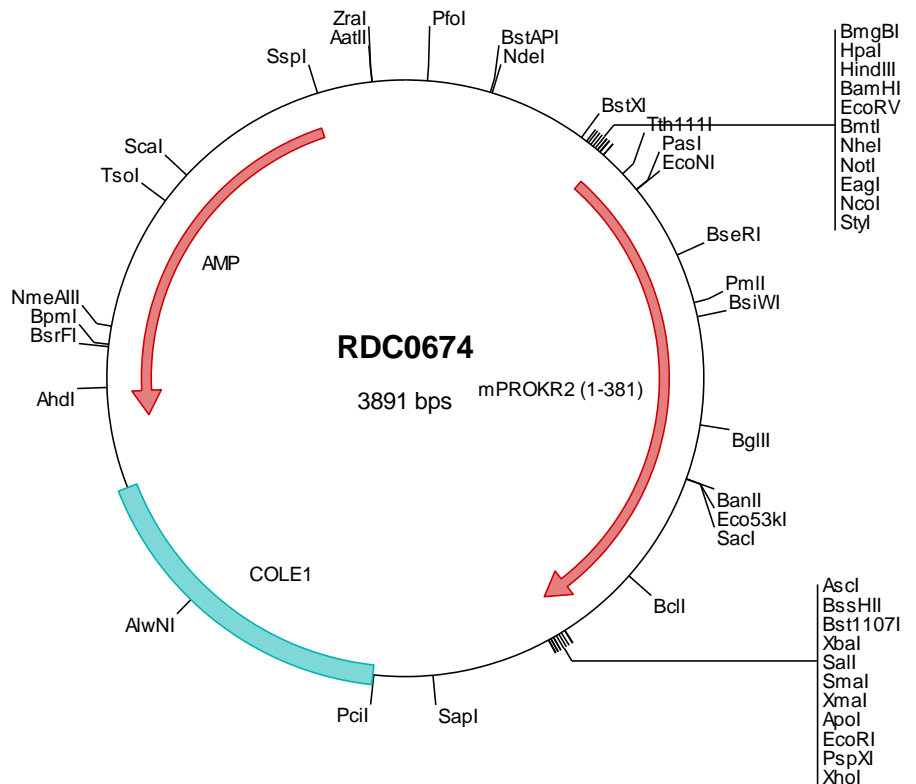 ZraI
PfoI
AatII
BstAPI
SspI
NdeI
BmgBI
HpaI
HindIII
BamHI
EcoRV
BmtI
NheI
NotI
EagI
NcoI
StyI
BstXI
Tth111I
PasI
EcoNI
ScaI
TsoI
BseRI
AMP
PmlI
BsiWI
NmeAIII
BpmI
BsrFI
RDC0674
3891 bps
mPROKR2 (1-381)
AhdI
BglII
BanII
Eco53kI
SacI
COLE1
BclI
AlwNI
AscI
BssHII
Bst1107I
XbaI
SalI
SmaI
XmaI
ApoI
EcoRI
PspXI
XhoI
PciI
SapI